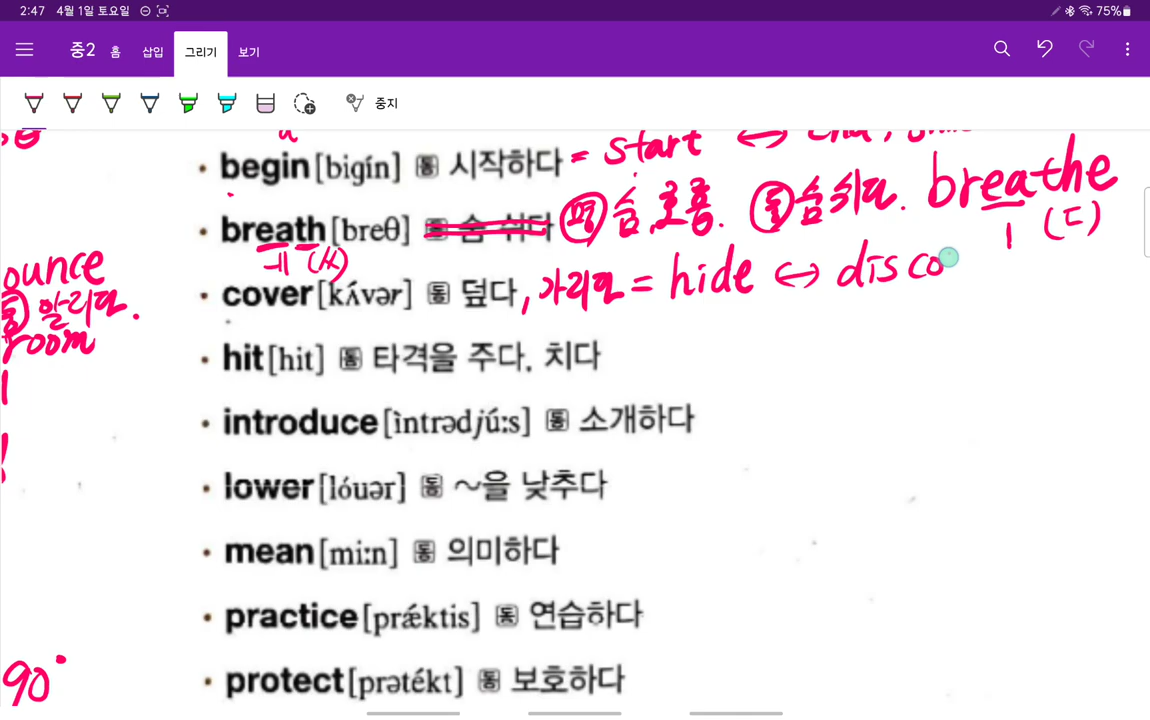 2:47 4월 1일 토요일 75%
중2 홈 삽입 그리기 보기
중지
= start ↔ end,
• begin[bigín] 동 시작하다
• breath[breθ] 동 숨 쉬다 명 숨, 호흡. 동 숨쉬다. breathe
ㅔ (ㅆ) ㅣ (ㄷ)
ounce
동 알리다.
room
• cover[kʌ́vər] 동 덮다, 가리다 = hide ↔ disco
• hit[hit] 동 타격을 주다, 치다
• introduce[ìntrədjúːs] 동 소개하다
• lower[lóuər] 동 ~을 낮추다
• mean[miːn] 동 의미하다
• practice[prǽktis] 동 연습하다
90°
• protect[prətékt] 동 보호하다